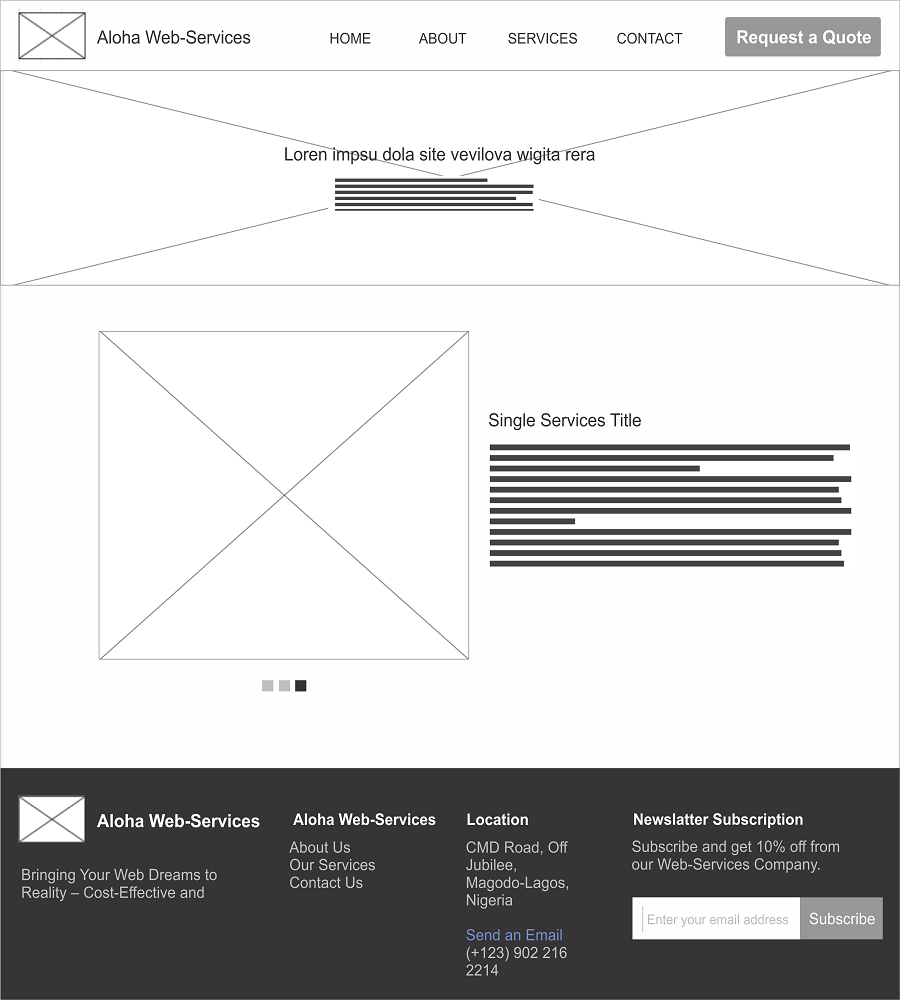 Aloha Web-Services
HOME
ABOUT
SERVICES
CONTACT
Request a Quote
Loren impsu dola site vevilova wigita rera
Single Services Title
Aloha Web-Services
Bringing Your Web Dreams to
Reality – Cost-Effective and
Aloha Web-Services
About Us
Our Services
Contact Us
Location
CMD Road, Off
Jubilee,
Magodo-Lagos,
Nigeria
Send an Email
(+123) 902 216
2214
Newslatter Subscription
Subscribe and get 10% off from
our Web-Services Company.
Enter your email address
Subscribe